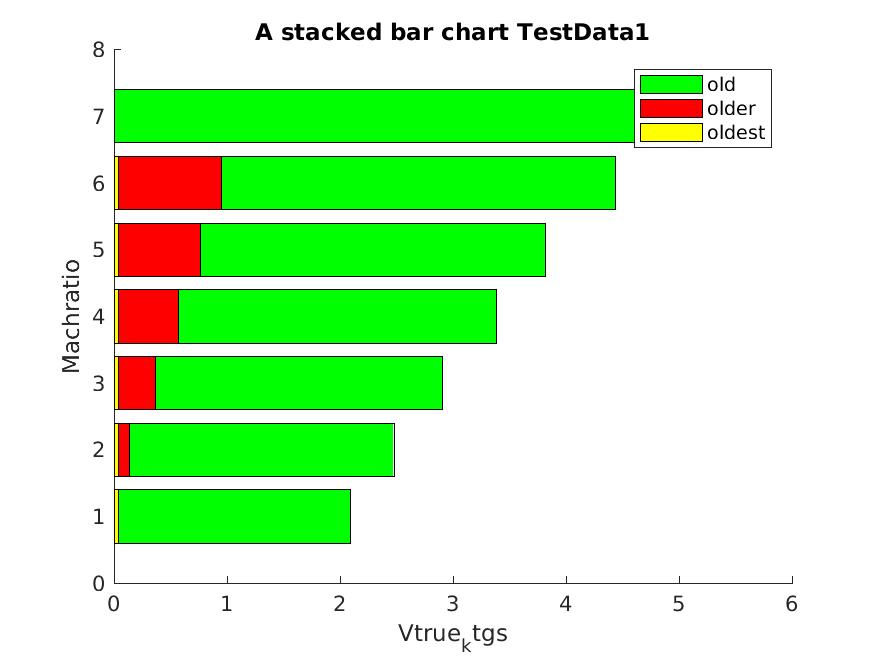 A stacked bar chart TestData1
8
7
6
5
4
3
2
1
0
Machratio
old
older
oldest
0 1 2 3 4 5 6
Vtrue_ktgs